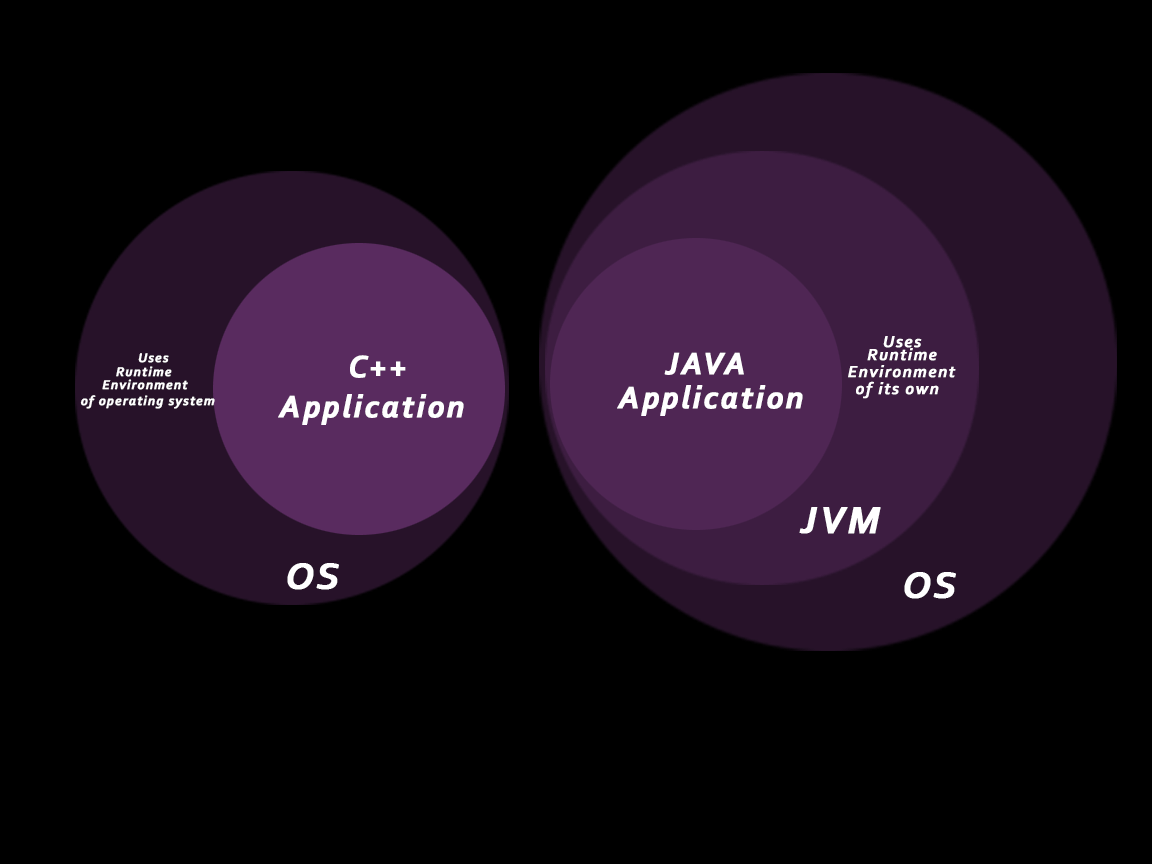 Uses
Runtime
Environment
of operating system
C++
Application
OS
JAVA
Application
Uses
Runtime
Environment
of its own
JVM
OS